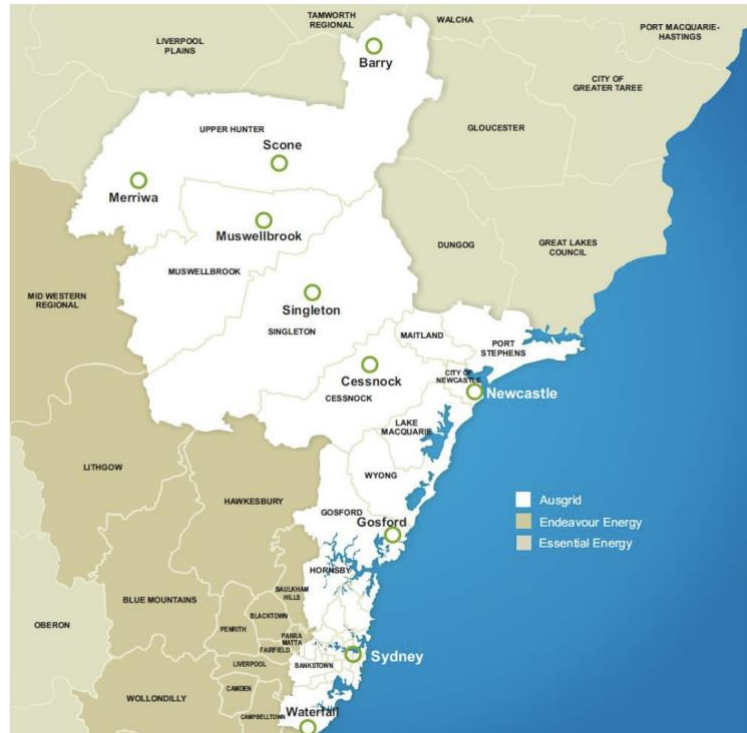 TAMWORTH
REGIONAL
WALCHA
PORT MACQUARIE-
HASTINGS
LIVERPOOL
PLAINS
Barry
CITY OF
GREATER TAREE
UPPER HUNTER
GLOUCESTER
Scone
Merriwa
Muswellbrook
DUNGOG
GREAT LAKES
COUNCIL
MUSWELLBROOK
MID WESTERN
REGIONAL
Singleton
SINGLETON
MAITLAND
PORT
STEPHENS
Cessnock
CESSNOCK
CITY OF
NEWCASTLE
Newcastle
LAKE
MACQUARIE
LITHGOW
WYONG
HAWKESBURY
GOSFORD
Gosford
Ausgrid
Endeavour Energy
Essential Energy
HORNSBY
BAULKHAM
HILLS
BLUE MOUNTAINS
BLACKTOWN
OBERON
PENRITH
PARRA
MATTA
FAIRFIELD
Sydney
LIVERPOOL
BANKSTOWN
CAMDEN
WOLLONDILLY
Waterfall
CAMPBELLTOWN